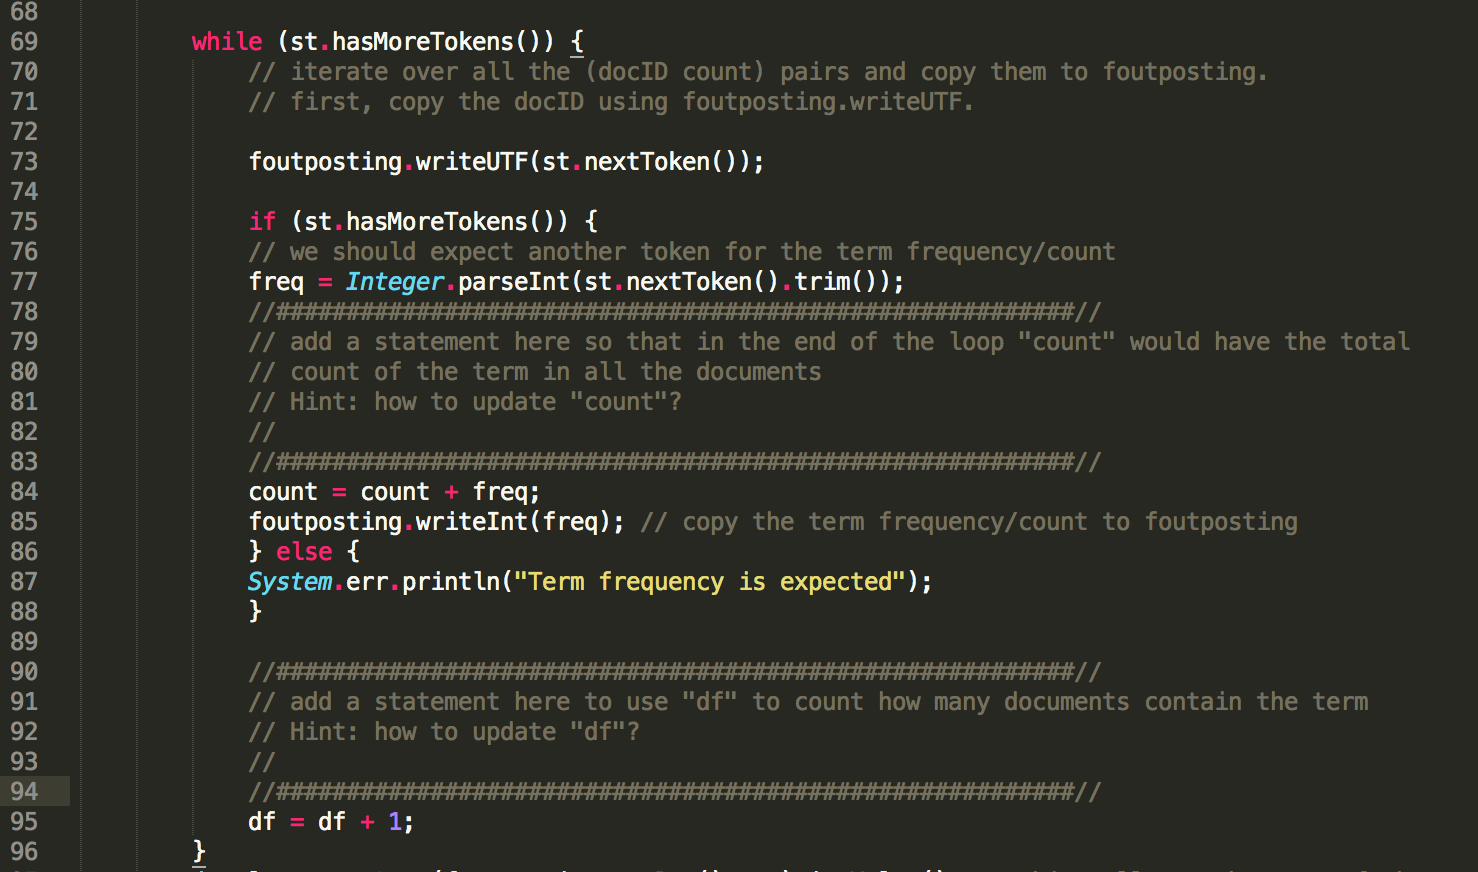 68
69 while (st.hasMoreTokens()) {
70 // iterate over all the (docID count) pairs and copy them to foutposting.
71 // first, copy the docID using foutposting.writeUTF.
72
73 foutposting.writeUTF(st.nextToken());
74
75 if (st.hasMoreTokens()) {
76 // we should expect another token for the term frequency/count
77 freq = Integer.parseInt(st.nextToken().trim());
78 //#########################################################//
79 // add a statement here so that in the end of the loop "count" would have the total
80 // count of the term in all the documents
81 // Hint: how to update "count"?
82 //
83 //#########################################################//
84 count = count + freq;
85 foutposting.writeInt(freq); // copy the term frequency/count to foutposting
86 } else {
87 System.err.println("Term frequency is expected");
88 }
89
90 //#########################################################//
91 // add a statement here to use "df" to count how many documents contain the term
92 // Hint: how to update "df"?
93 //
94 //#########################################################//
95 df = df + 1;
96 }